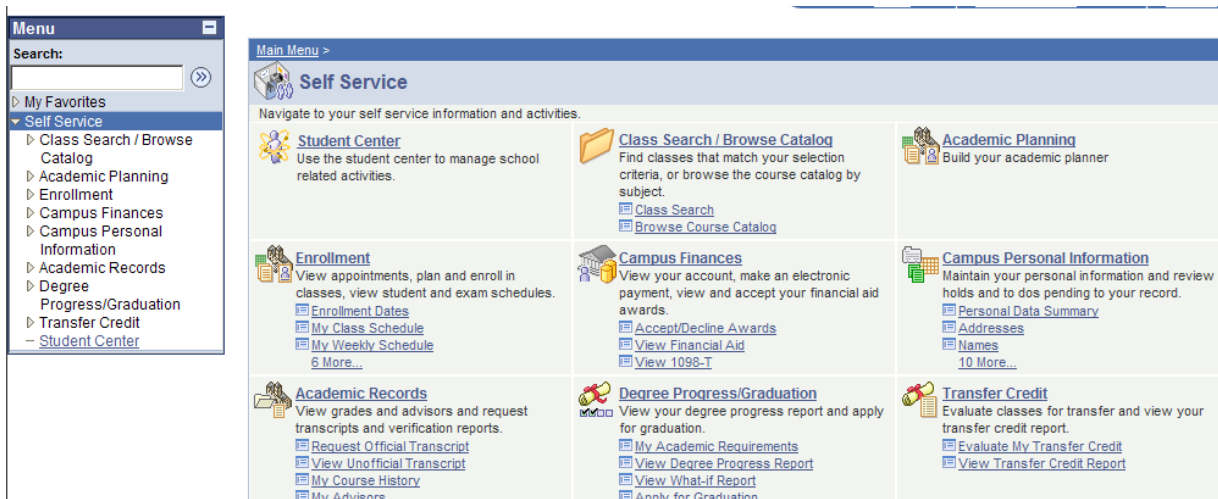 Menu
Search:
My Favorites
Self Service
Class Search / Browse
Catalog
Academic Planning
Enrollment
Campus Finances
Campus Personal
Information
Academic Records
Degree
Progress/Graduation
Transfer Credit
Student Center
Main Menu >
Self Service
Navigate to your self service information and activities.
Student Center
Use the student center to manage school
related activities.
Class Search / Browse Catalog
Find classes that match your selection
criteria, or browse the course catalog by
subject.
Class Search
Browse Course Catalog
Academic Planning
Build your academic planner
Enrollment
View appointments, plan and enroll in
classes, view student and exam schedules.
Enrollment Dates
My Class Schedule
My Weekly Schedule
6 More...
Campus Finances
View your account, make an electronic
payment, view and accept your financial aid
awards.
Accept/Decline Awards
View Financial Aid
View 1098-T
Campus Personal Information
Maintain your personal information and review
holds and to dos pending to your record.
Personal Data Summary
Addresses
Names
10 More...
Academic Records
View grades and advisors and request
transcripts and verification reports.
Request Official Transcript
View Unofficial Transcript
My Course History
My Advisors
Degree Progress/Graduation
View your degree progress report and apply
for graduation.
My Academic Requirements
View Degree Progress Report
View What-if Report
Apply for Graduation
Transfer Credit
Evaluate classes for transfer and view your
transfer credit report.
Evaluate My Transfer Credit
View Transfer Credit Report